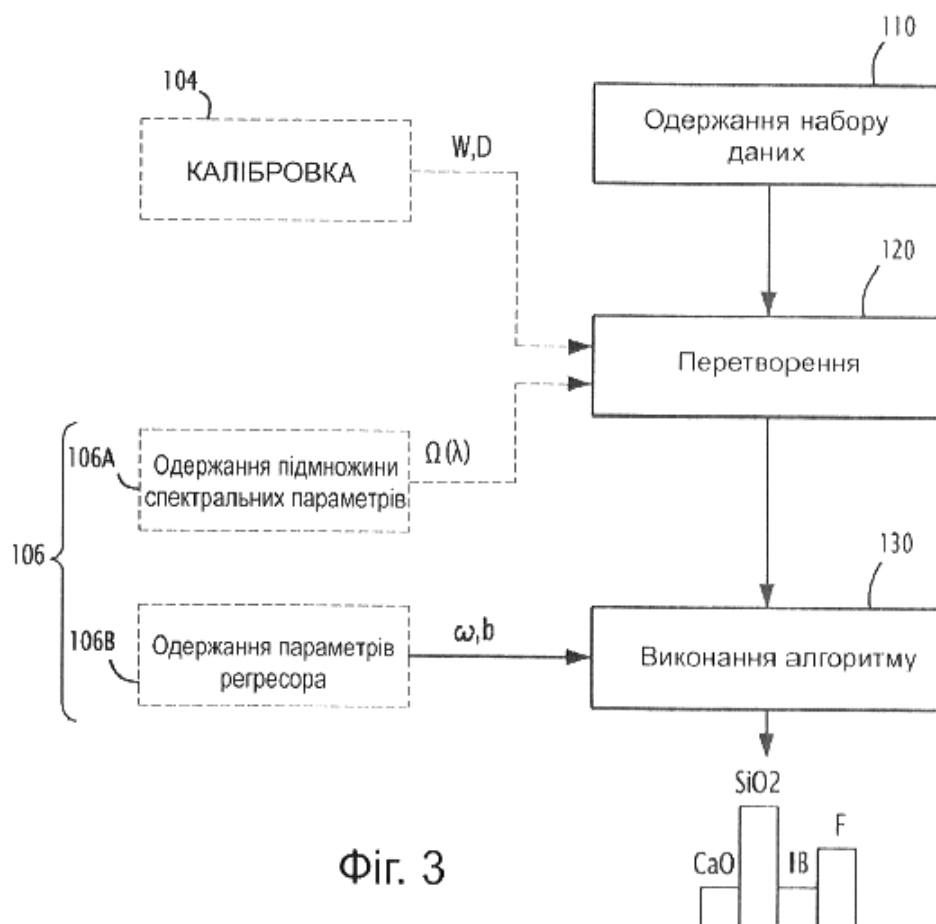 110
Одержання набору
даних
104
КАЛІБРОВКА
W,D
120
Перетворення
106
106A
Одержання підмножини
спектральних параметрів
Ω(λ)
130
106B
Одержання параметрів
регресора
ω,b
Виконання алгоритму
SiO2
CaO
IB
F
Фіг. 3